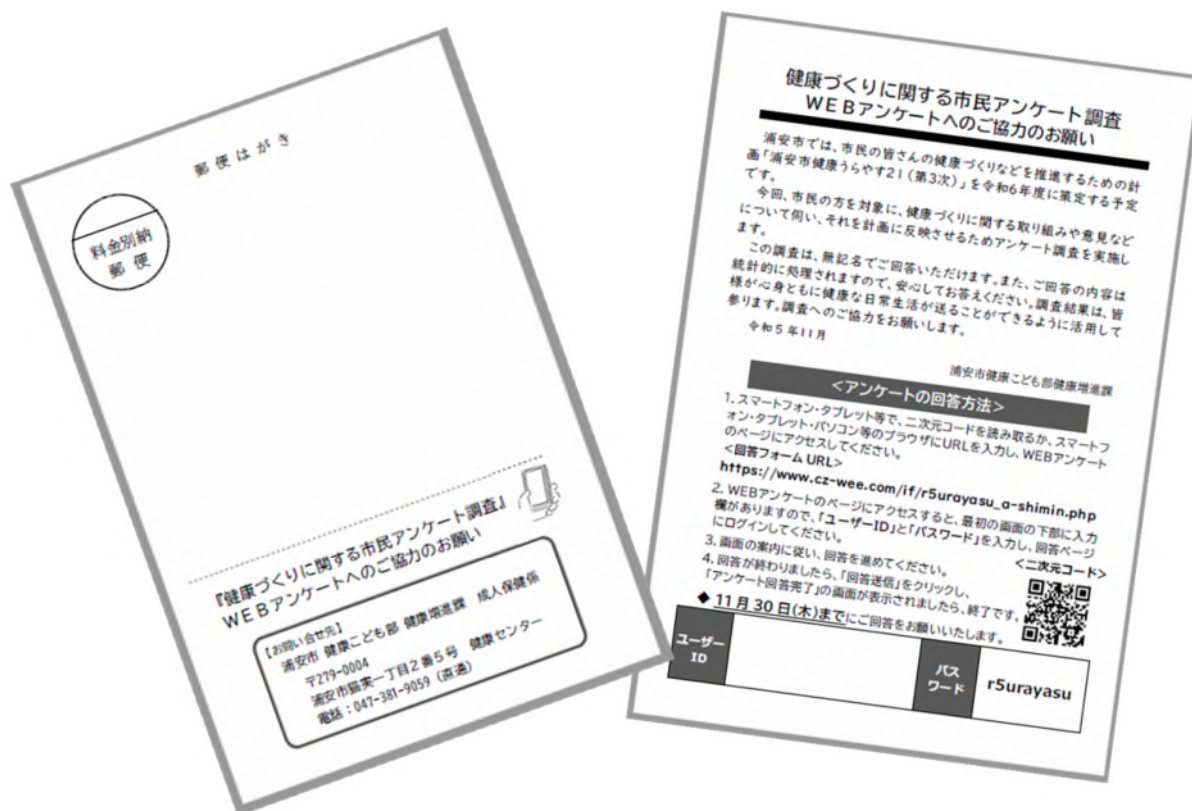 郵便はがき
料金別納
郵便
『健康づくりに関する市民アンケート調査』
WEBアンケートへのご協力のお願い
【お問い合せ先】
浦安市 健康こども部 健康増進課 成人保健係
〒279-0004
浦安市猫実一丁目2番5号 健康センター
電話：047-381-9059（直通）
健康づくりに関する市民アンケート調査
WEBアンケートへのご協力のお願い
浦安市では、市民の皆さんの健康づくりなどを推進するための計
画「浦安市健康うらやす21（第3次）」を令和6年度に策定する予定
です。
今回、市民の方を対象に、健康づくりに関する取り組みや意見など
について伺い、それを計画に反映させるためアンケート調査を実施し
ます。
この調査は、無記名でご回答いただけます。また、ご回答の内容は
統計的に処理されますので、安心してお答えください。調査結果は、皆
様が心身ともに健康な日常生活が送ることができるように活用して
参ります。調査へのご協力をお願いします。
令和5年11月
浦安市健康こども部健康増進課
＜アンケートの回答方法＞
1．スマートフォン・タブレット等で、二次元コードを読み取るか、スマートフ
ォン・タブレット・パソコン等のブラウザにURLを入力し、WEBアンケート
のページにアクセスしてください。
＜回答フォーム URL＞
https://www.cz-wee.com/if/r5urayasu_a-shimin.php
2．WEBアンケートのページにアクセスすると、最初の画面の下部に入力
欄がありますので、「ユーザーID」と「パスワード」を入力し、回答ページ
にログインしてください。
3．画面の案内に従い、回答を進めてください。
＜二次元コード＞
4．回答が終わりましたら、「回答送信」をクリックし、
「アンケート回答完了」の画面が表示されましたら、終了です。
◆ 11月30日(木)までにご回答をお願いいたします。
ユーザー
ID
パス
ワード
r5urayasu